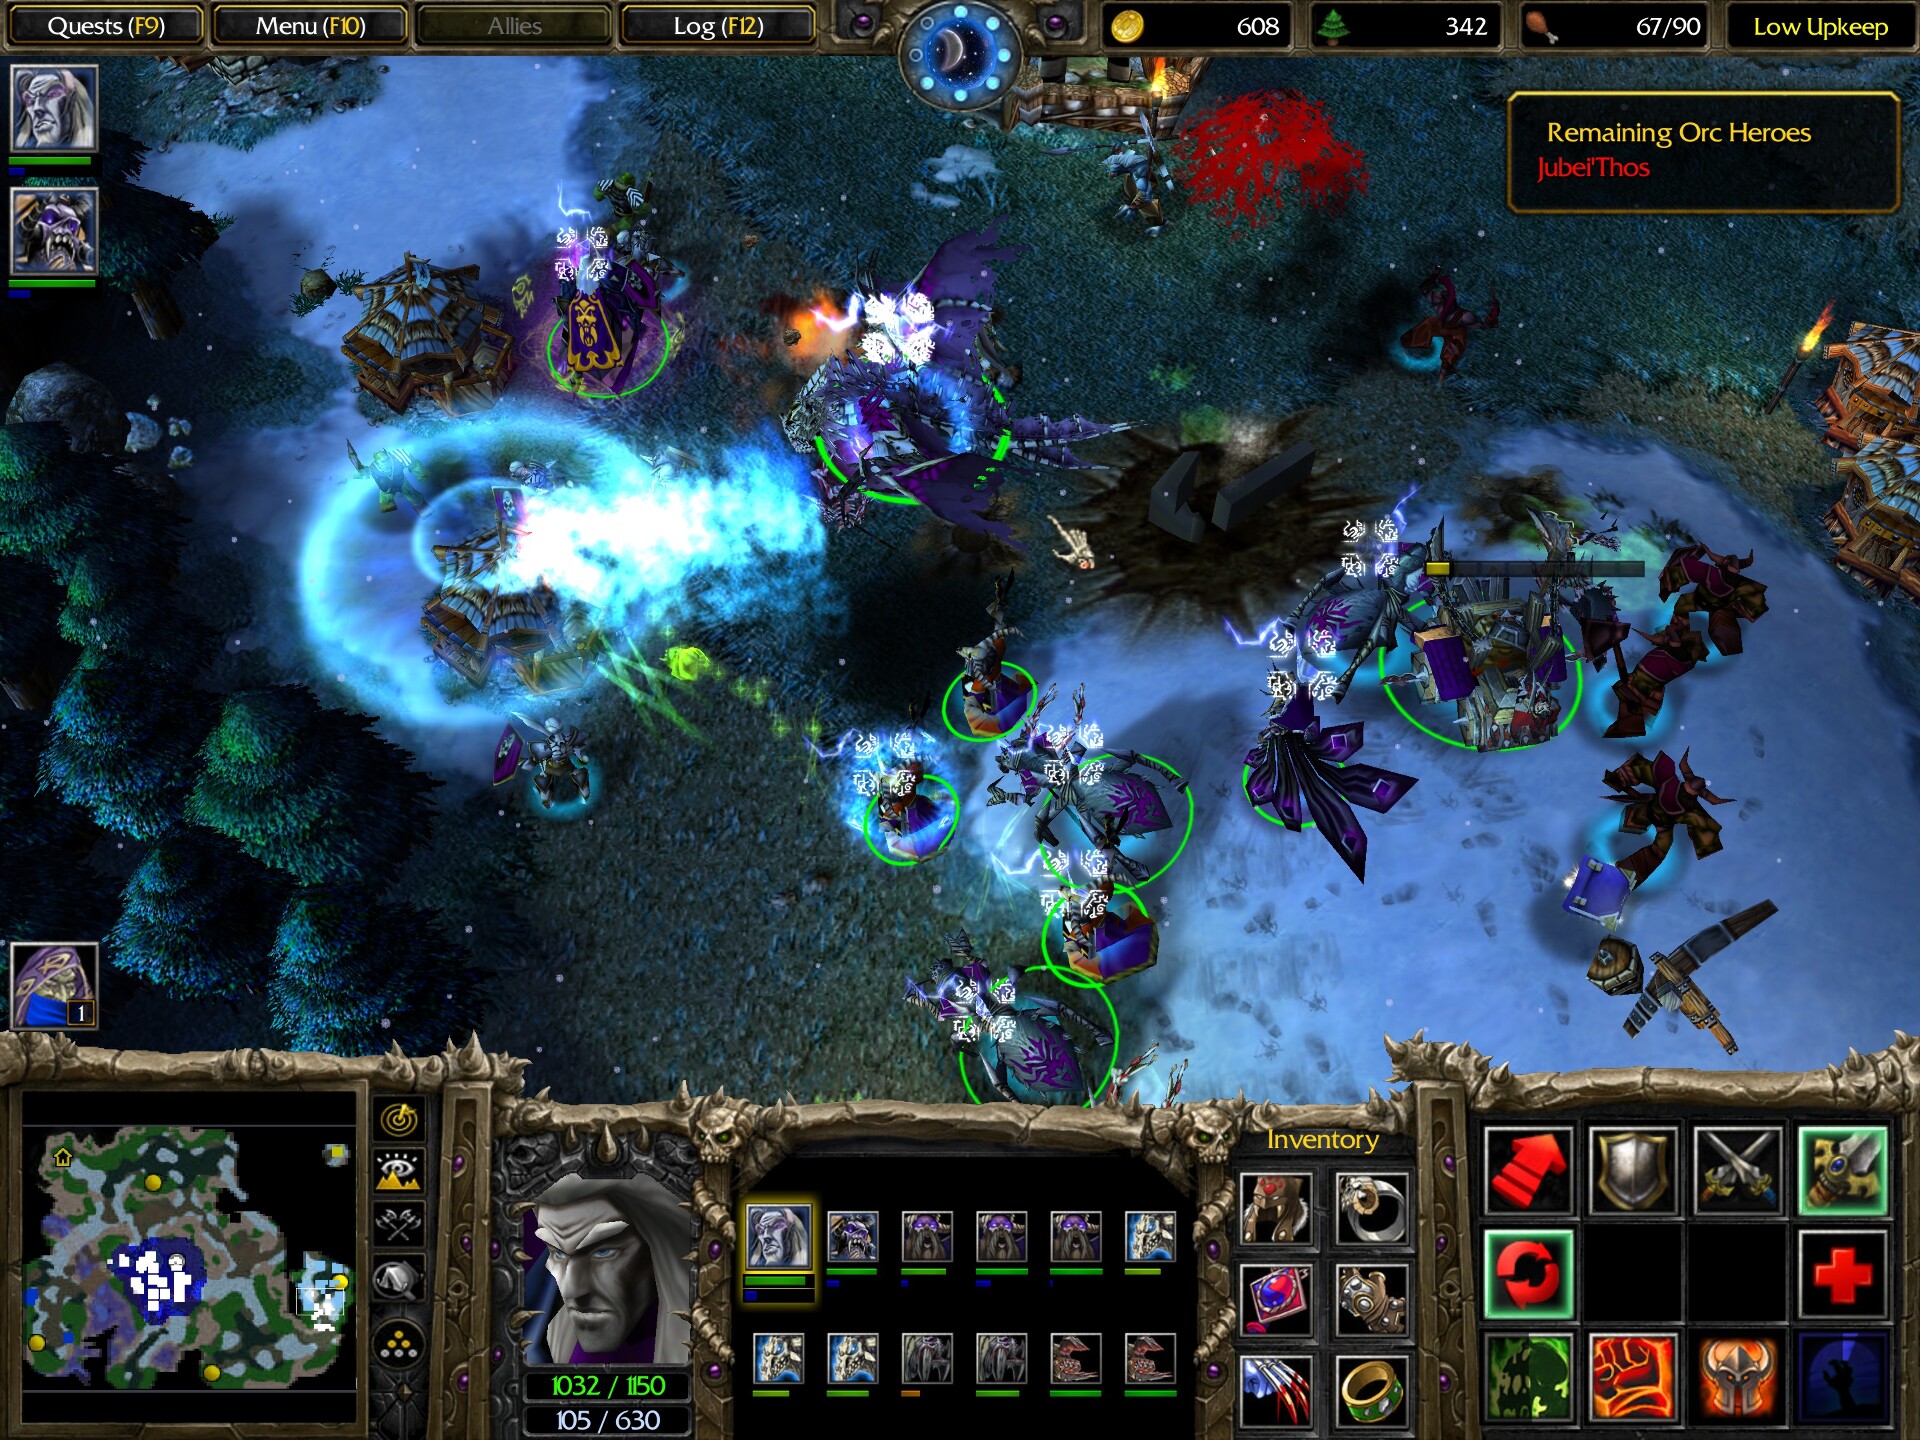 Quests (F9)
Menu (F10)
Allies
Log (F12)
608
342
67/90
Low Upkeep
Remaining Orc Heroes
Jubei'Thos
1
Inventory
1032 / 1150
105 / 630